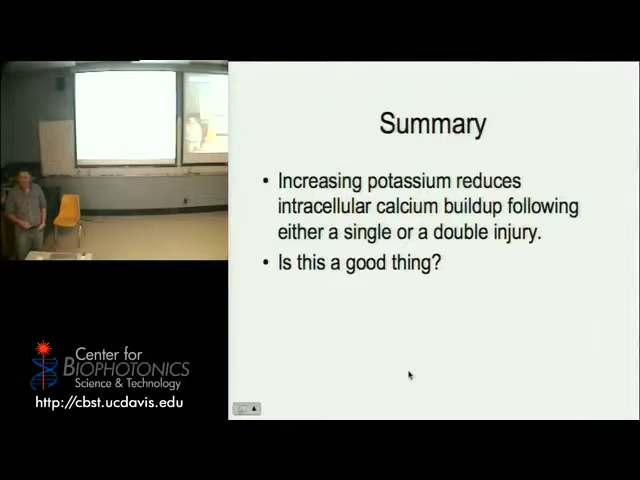 Summary
• Increasing potassium reduces
intracellular calcium buildup following
either a single or a double injury.
• Is this a good thing?
Center for
BIOPHOTONICS
Science & Technology
http://cbst.ucdavis.edu